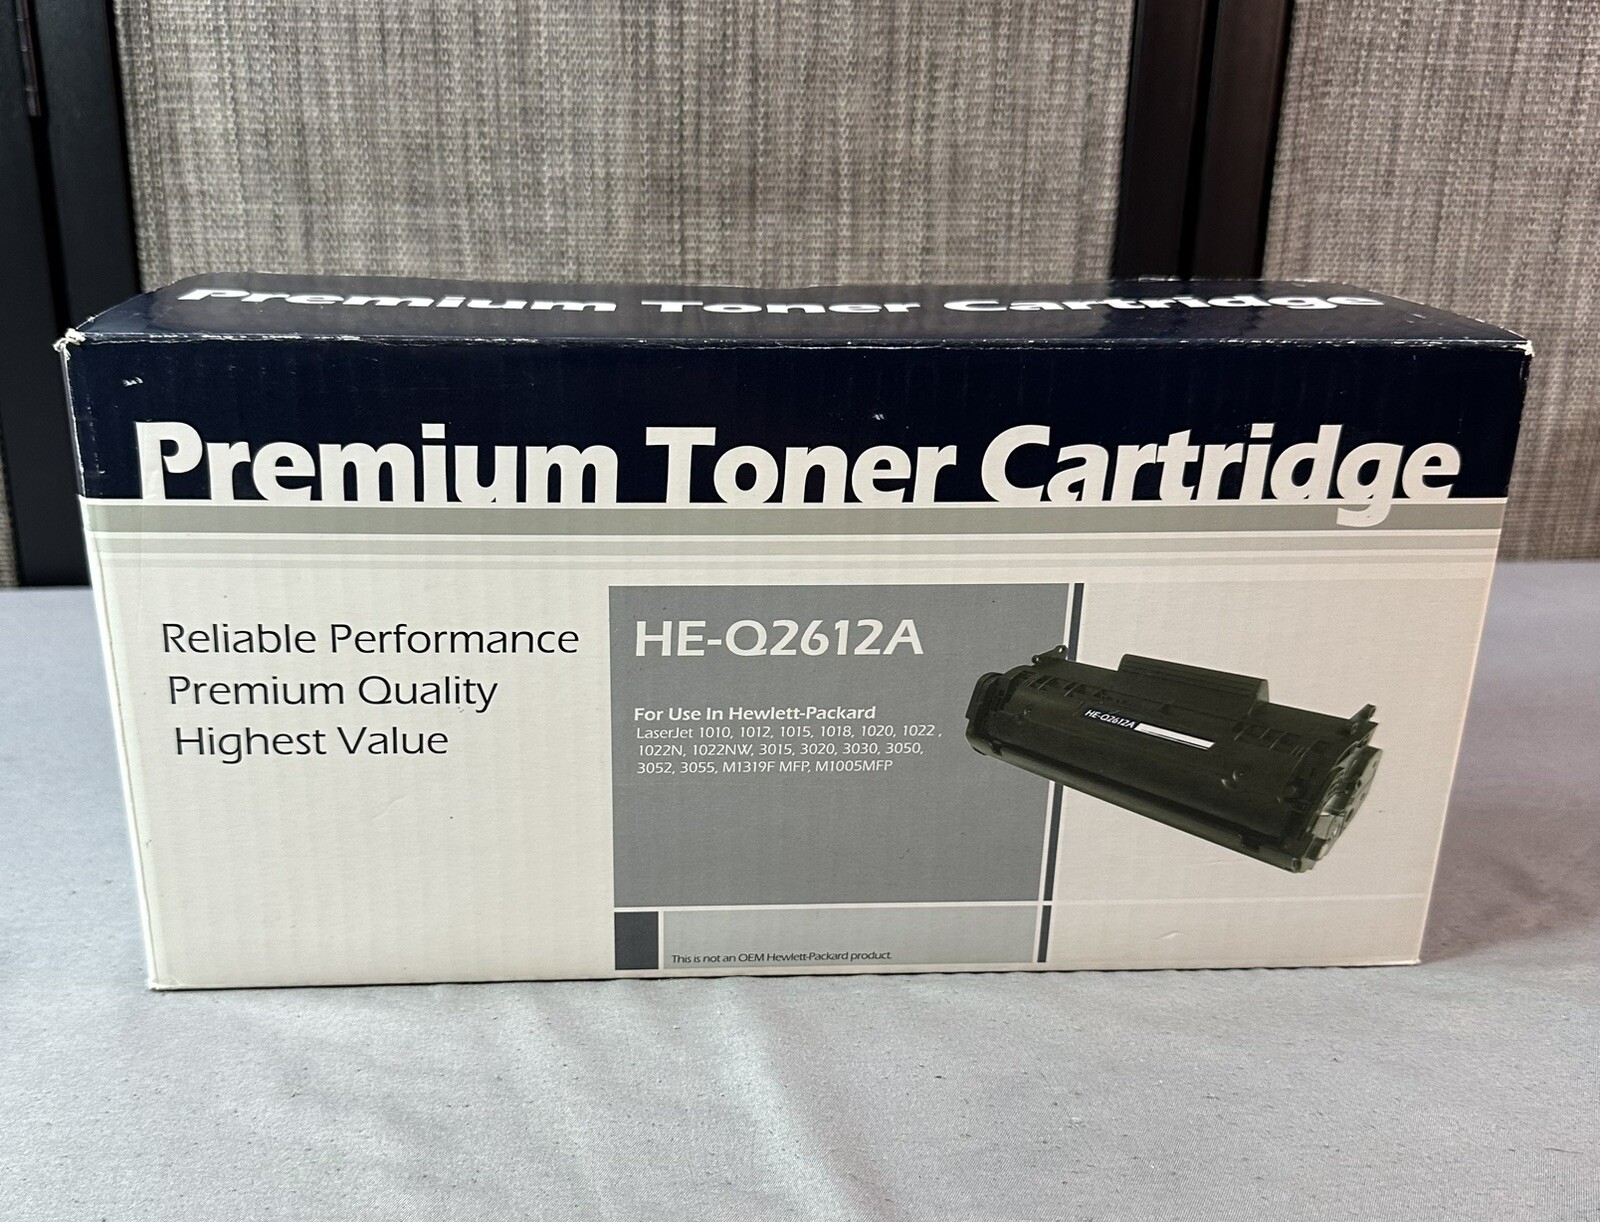 Premium Toner Cartridge
Premium Toner Cartridge
Reliable Performance
Premium Quality
Highest Value
HE-Q2612A
For Use In Hewlett-Packard
LaserJet 1010, 1012, 1015, 1018, 1020, 1022 ,
1022N, 1022NW, 3015, 3020, 3030, 3050,
3052, 3055, M1319F MFP, M1005MFP
HE-Q2612A
This is not an OEM Hewlett-Packard product.